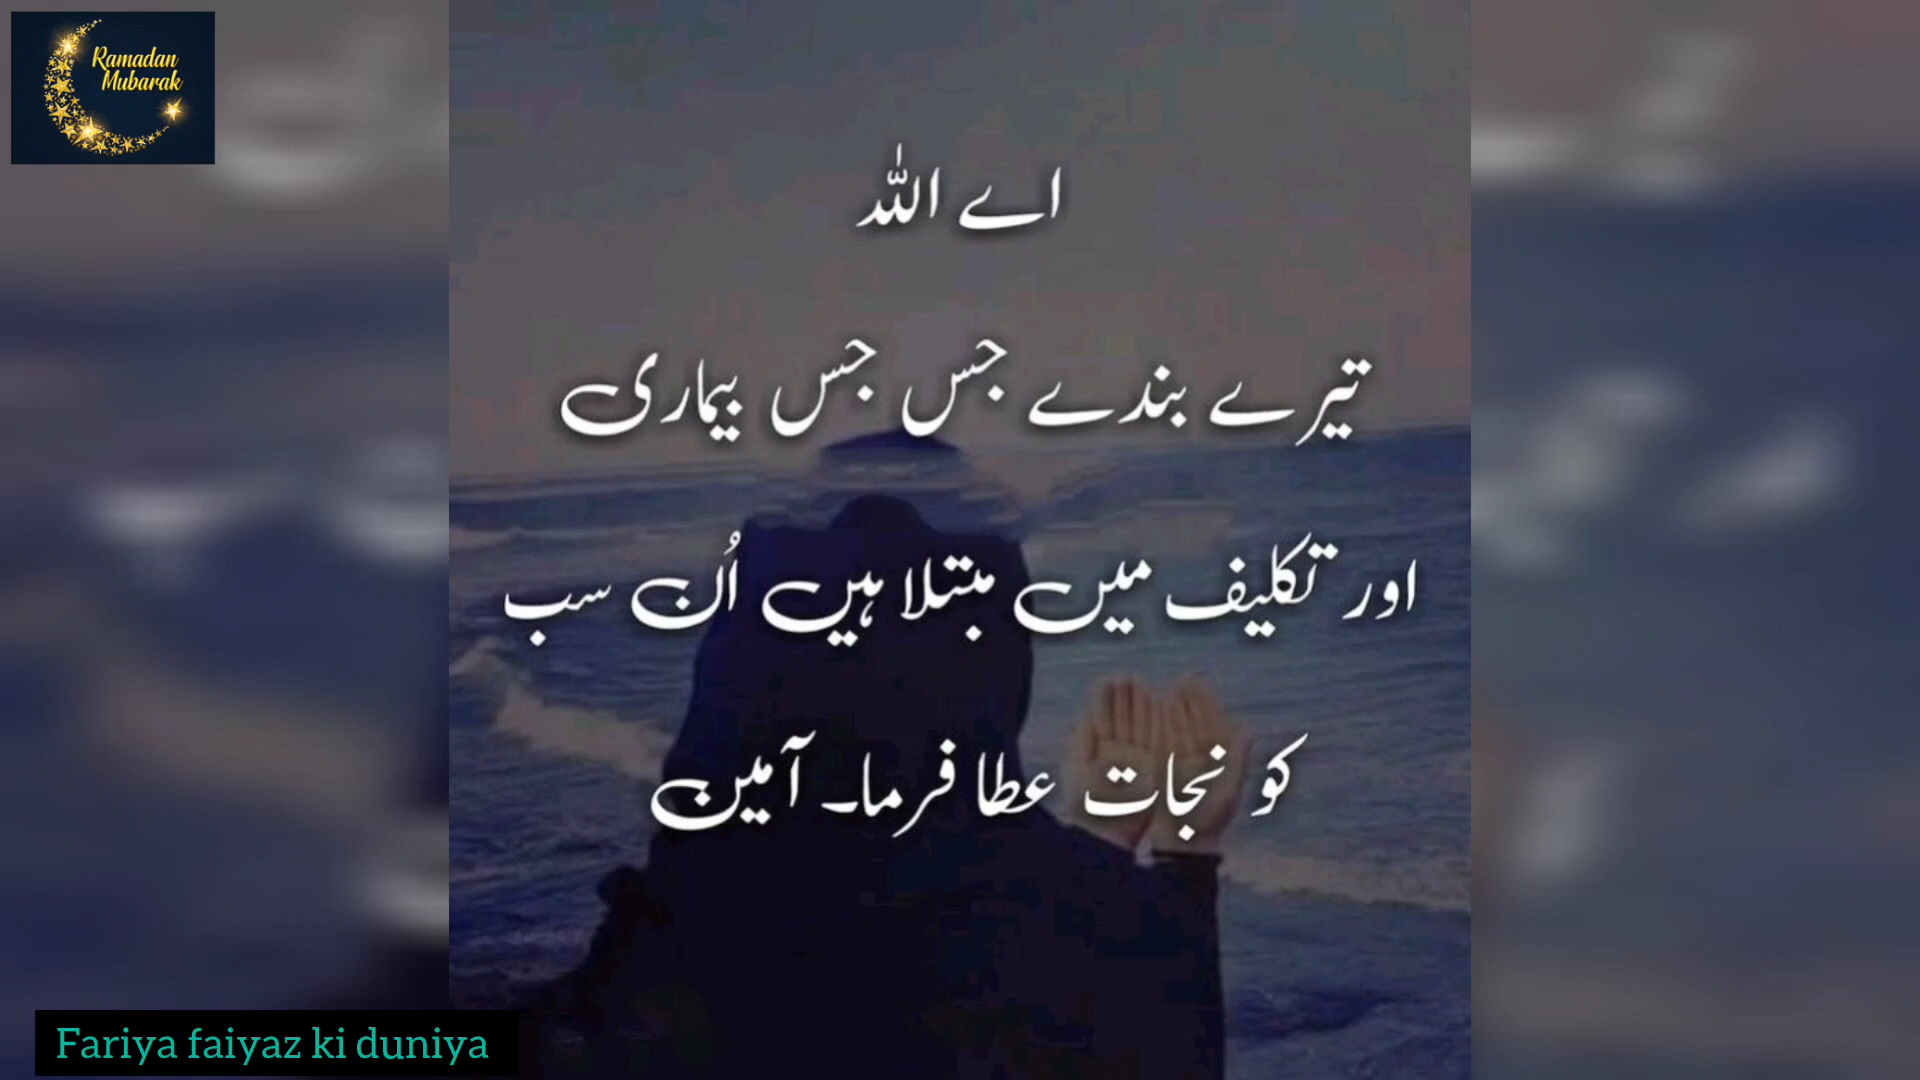 Ramadan
Mubarak
اے اللہ
تیرے بندے جس جس بیماری
اور تکلیف میں مبتلا ہیں اُن سب
کو نجات عطا فرما۔ آمین
Fariya faiyaz ki duniya